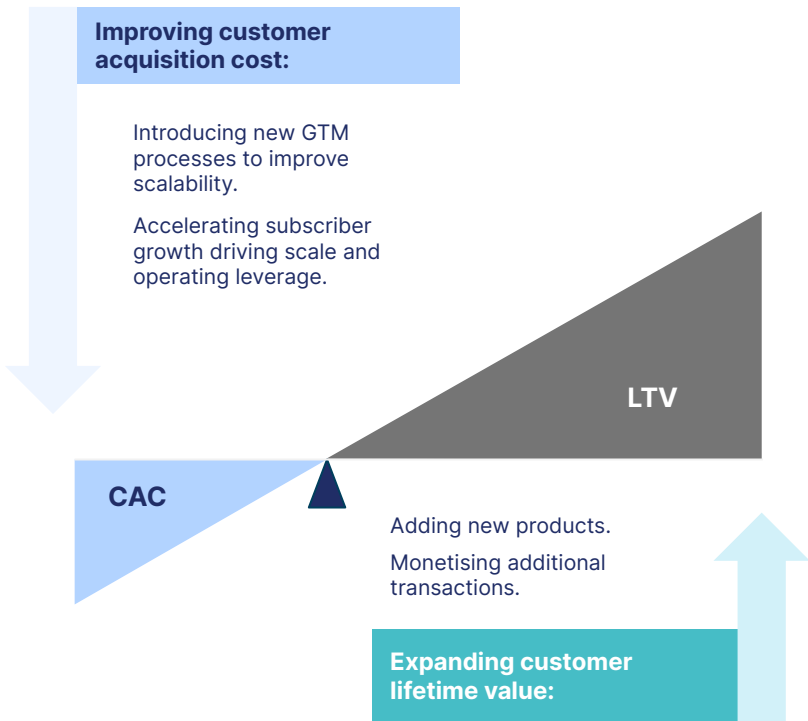 Improving customer
acquisition cost:
Introducing new GTM
processes to improve
scalability.
Accelerating subscriber
growth driving scale and
operating leverage.
LTV
CAC
Adding new products.
Monetising additional
transactions.
Expanding customer
lifetime value: